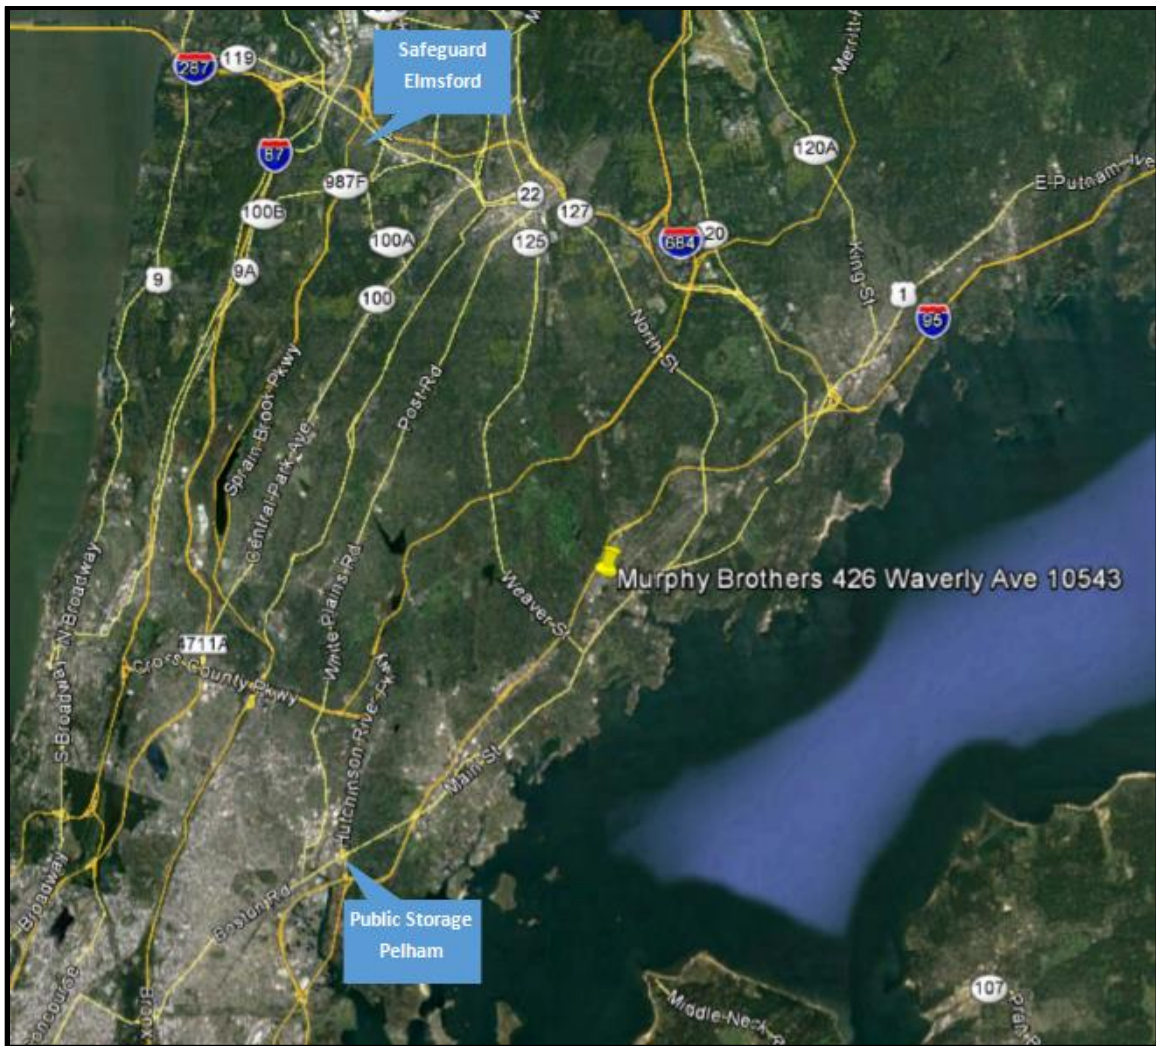 Safeguard
Elmsford
119
287
Merritt
120A
87
E Putnam Ave
987F
22
127
100B
125
100A
684
20
9
9A
King St
1
100
95
North St
Post Rd
Sprain Brook Pkwy
Central Park Ave
Murphy Brothers 426 Waverly Ave 10543
White Plains Rd
Weaver St
N Broadway
S Broadway
Cross County Pkwy
Hutchinson River Pkwy
Main St
Boston Rd
Broadway
Public Storage
Pelham
107
Middle Neck